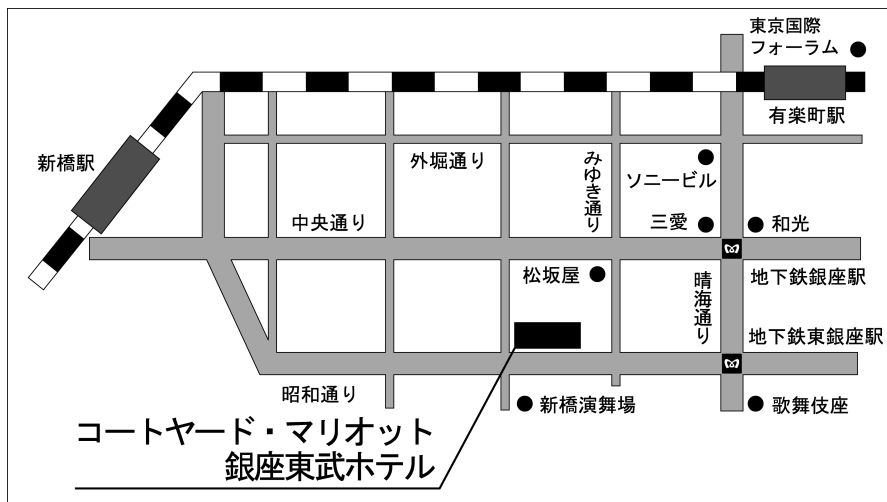 東京国際
フォーラム
有楽町駅
新橋駅
外堀通り
みゆき通り
ソニービル
中央通り
三愛
和光
松坂屋
晴海通り
地下鉄銀座駅
地下鉄東銀座駅
昭和通り
新橋演舞場
歌舞伎座
コートヤード・マリオット
銀座東武ホテル